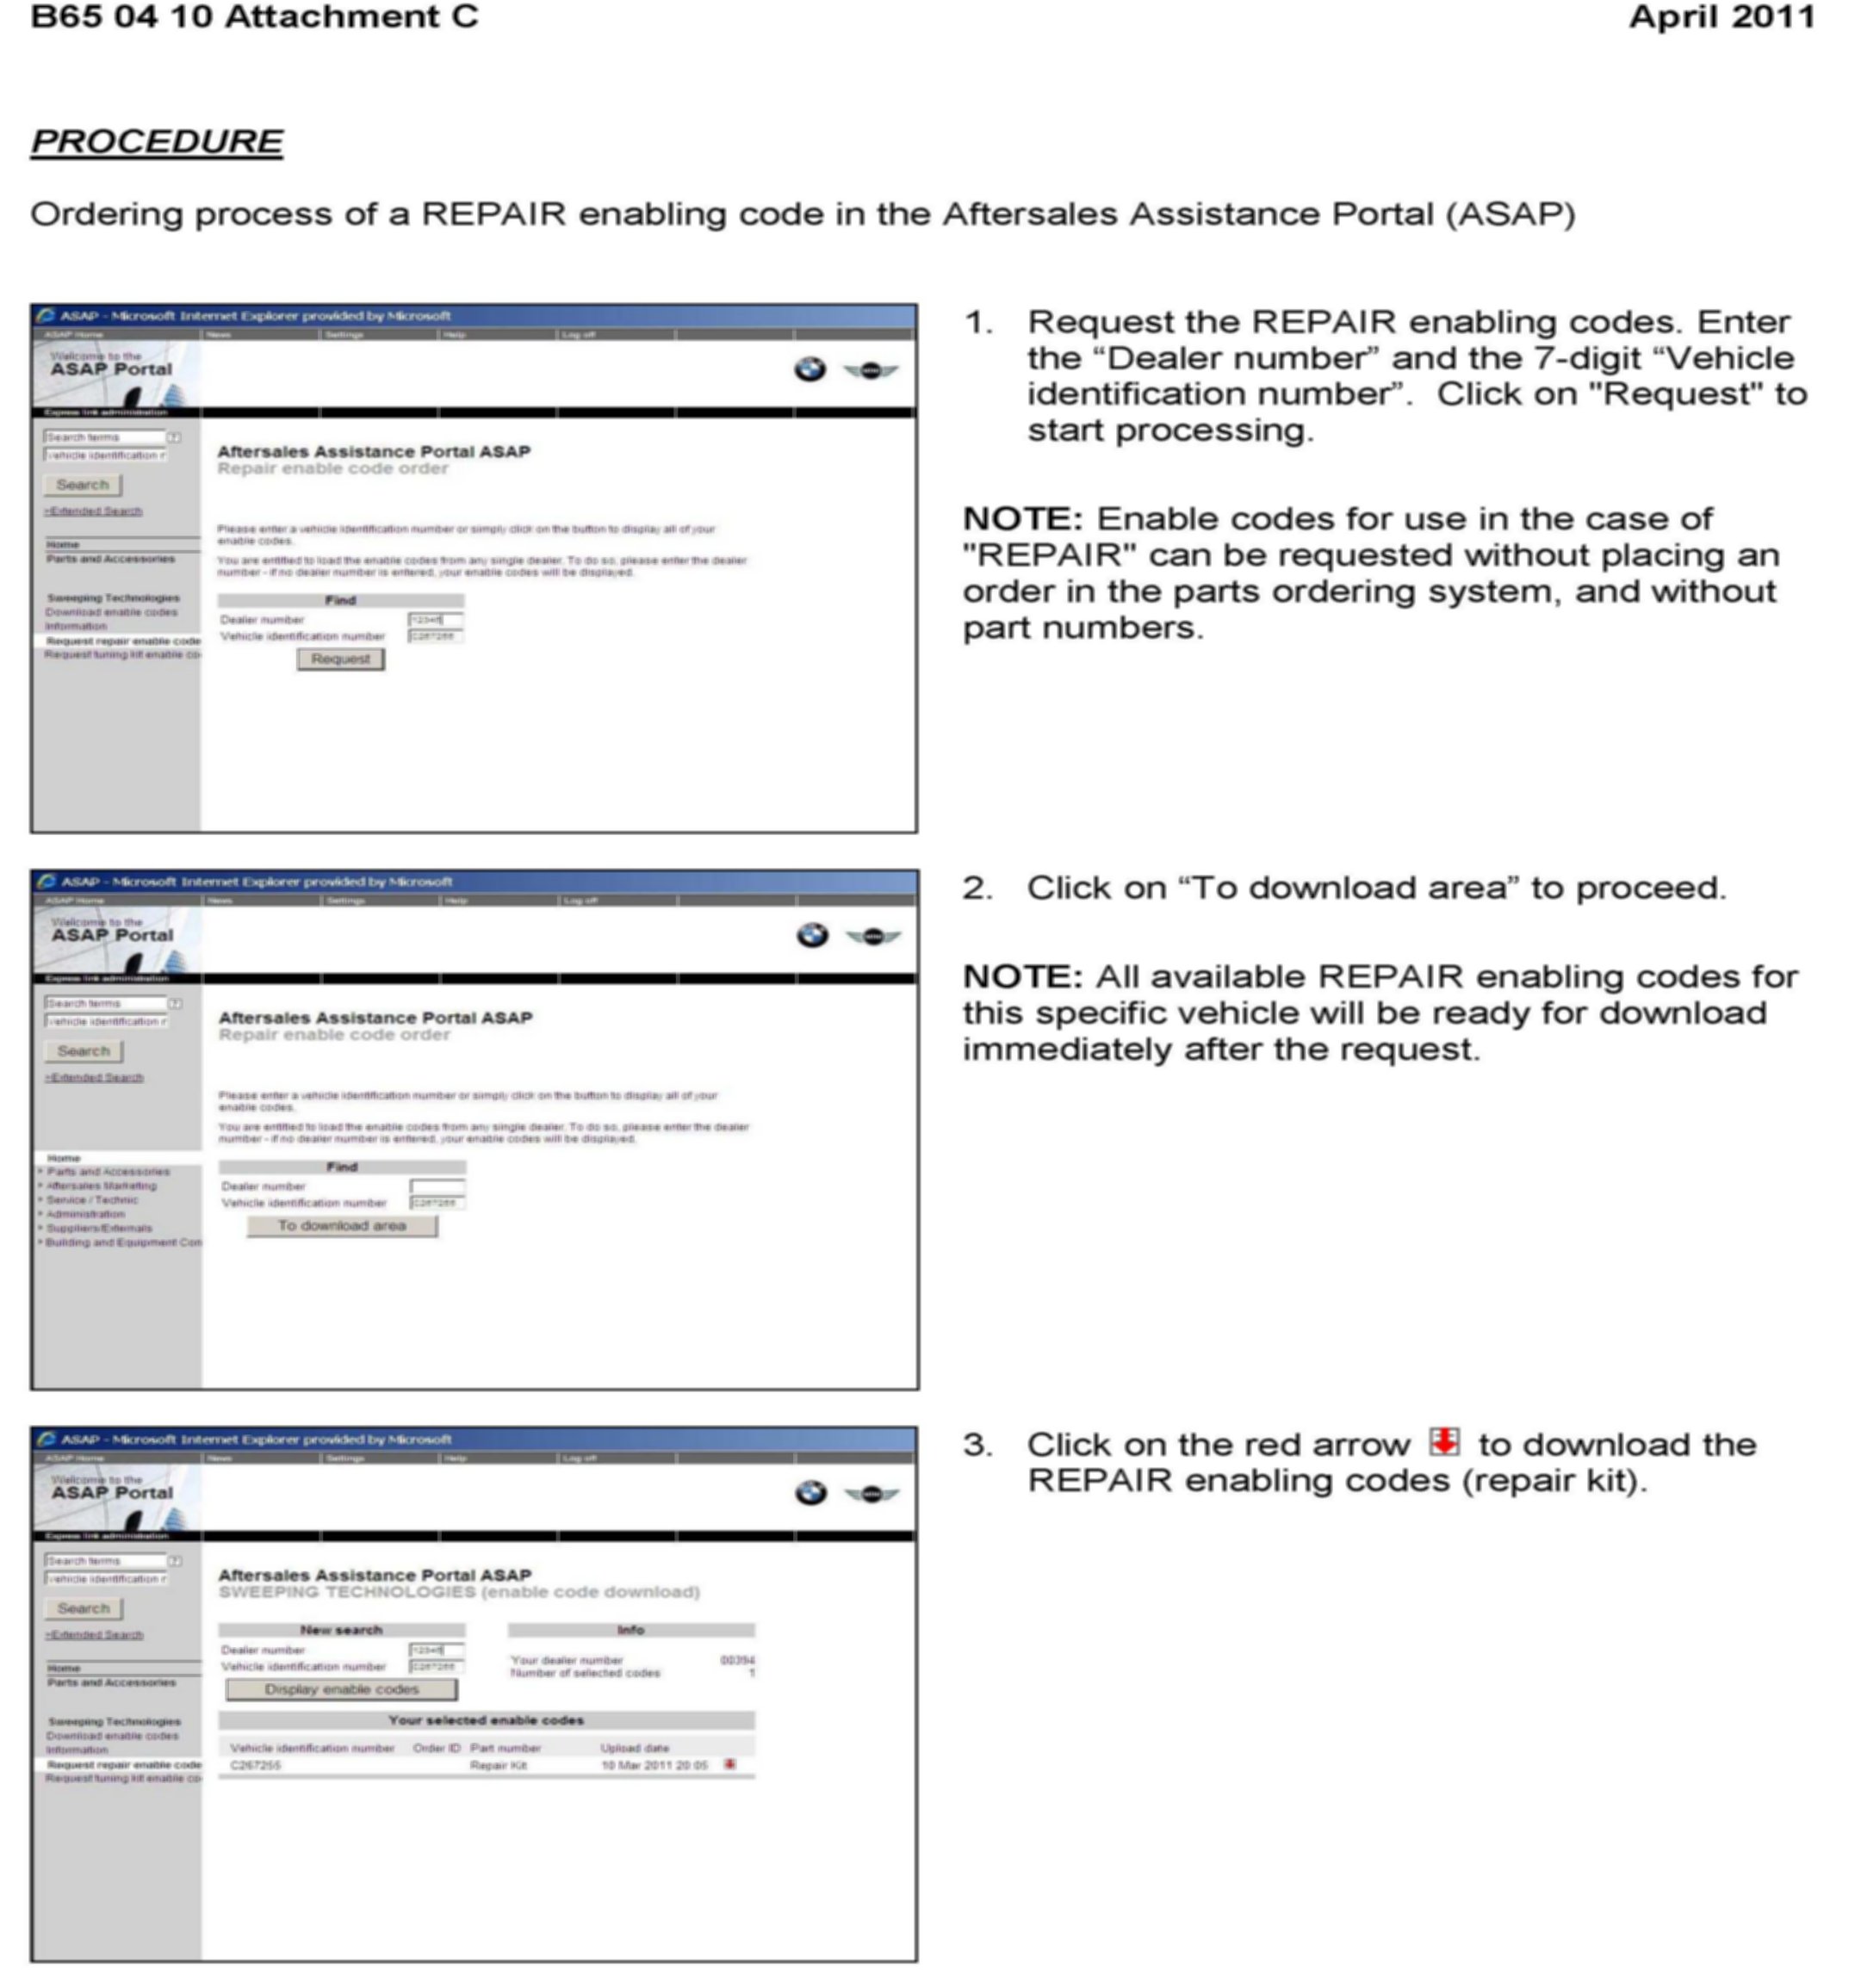 B65 04 10 Attachment C
April 2011
PROCEDURE
Ordering process of a REPAIR enabling code in the Aftersales Assistance Portal (ASAP)
ASAP - Microsoft Internet Explorer provided by Microsoft
ASAP Home News Settings Help Log off
Welcome to the
ASAP Portal
Express link administration
Search terms ?
vehicle identification r
Search
Extended Search
Home
Parts and Accessories
Sweeping Technologies
Download enable codes
Information
Request repair enable code
Request tuning kit enable co
Aftersales Assistance Portal ASAP
Repair enable code order
Please enter a vehicle identification number or simply click on the button to display all of your
enable codes.
You are entitled to load the enable codes from any single dealer. To do so, please enter the dealer
number - if no dealer number is entered, your enable codes will be displayed.
Find
Dealer number 12345
Vehicle identification number
Request
1. Request the REPAIR enabling codes. Enter
the “Dealer number” and the 7-digit “Vehicle
identification number”. Click on "Request" to
start processing.
NOTE: Enable codes for use in the case of
"REPAIR" can be requested without placing an
order in the parts ordering system, and without
part numbers.
ASAP - Microsoft Internet Explorer provided by Microsoft
ASAP Home News Settings Help Log off
Welcome to the
ASAP Portal
Express link administration
Search terms ?
vehicle identification r
Search
Extended Search
Home
Parts and Accessories
Aftersales Marketing
Service / Technic
Administration
Suppliers/Externals
Building and Equipment Con
Aftersales Assistance Portal ASAP
Repair enable code order
Please enter a vehicle identification number or simply click on the button to display all of your
enable codes.
You are entitled to load the enable codes from any single dealer. To do so, please enter the dealer
number - if no dealer number is entered, your enable codes will be displayed.
Find
Dealer number
Vehicle identification number
To download area
2. Click on “To download area” to proceed.
NOTE: All available REPAIR enabling codes for
this specific vehicle will be ready for download
immediately after the request.
ASAP - Microsoft Internet Explorer provided by Microsoft
ASAP Home News Settings Help Log off
Welcome to the
ASAP Portal
Express link administration
Search terms ?
vehicle identification r
Search
Extended Search
Home
Parts and Accessories
Sweeping Technologies
Download enable codes
Information
Request repair enable code
Request tuning kit enable co
Aftersales Assistance Portal ASAP
SWEEPING TECHNOLOGIES (enable code download)
New search
Dealer number 12345
Vehicle identification number
Display enable codes
Info
Your dealer number 00394
Number of selected codes 1
Your selected enable codes
Vehicle identification number Order ID Part number Upload date
C267255 Repair Kit 10 Mar 2011 20:05
3. Click on the red arrow to download the
REPAIR enabling codes (repair kit).